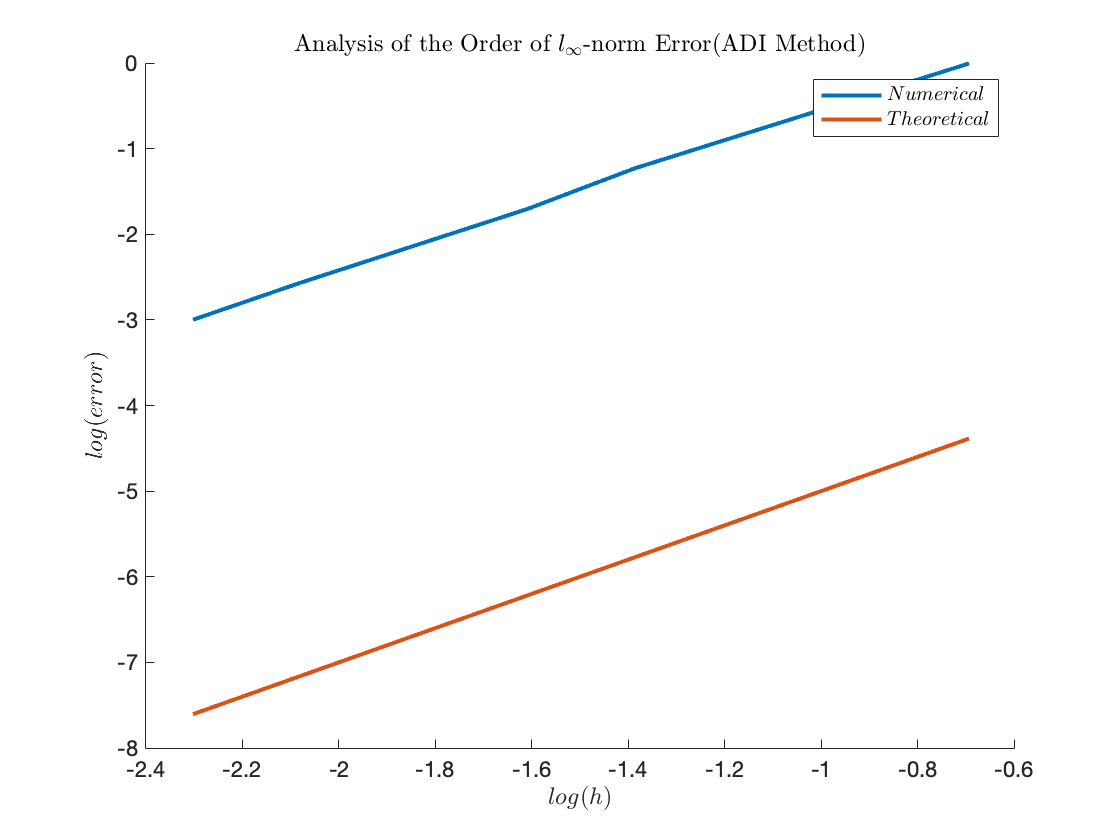 Analysis of the Order of $l_\infty$-norm Error(ADI Method)
0
-1
-2
-3
-4
-5
-6
-7
-8
log(error)
Numerical
Theoretical
-2.4 -2.2 -2 -1.8 -1.6 -1.4 -1.2 -1 -0.8 -0.6
log(h)